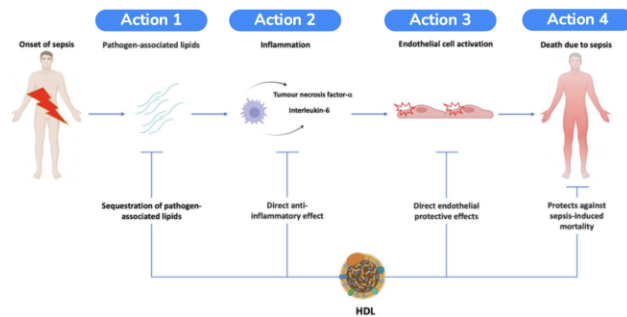 Action 1
Action 2
Action 3
Action 4
Onset of sepsis
Pathogen-associated lipids
Inflammation
Endothelial cell activation
Death due to sepsis
Tumour necrosis factor-α
Interleukin-6
Sequestration of pathogen-
associated lipids
Direct anti-
inflammatory effect
Direct endothelial
protective effects
Protects against
sepsis-induced
mortality
HDL